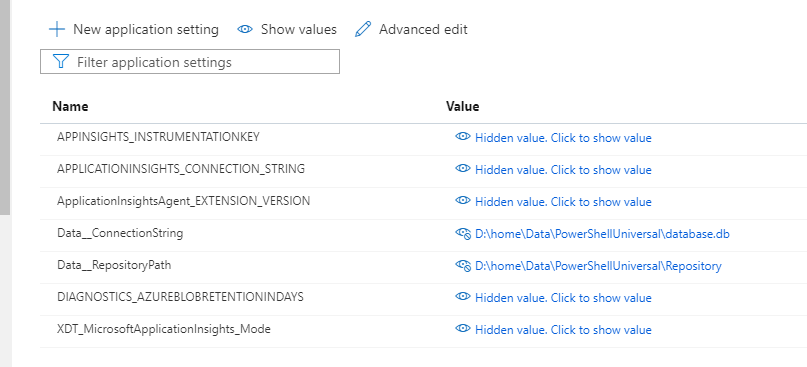 New application setting Show values Advanced edit
Filter application settings
Name Value
APPINSIGHTS_INSTRUMENTATIONKEY Hidden value. Click to show value
APPLICATIONINSIGHTS_CONNECTION_STRING Hidden value. Click to show value
ApplicationInsightsAgent_EXTENSION_VERSION Hidden value. Click to show value
Data__ConnectionString D:\home\Data\PowerShellUniversal\database.db
Data__RepositoryPath D:\home\Data\PowerShellUniversal\Repository
DIAGNOSTICS_AZUREBLOBRETENTIONINDAYS Hidden value. Click to show value
XDT_MicrosoftApplicationInsights_Mode Hidden value. Click to show value